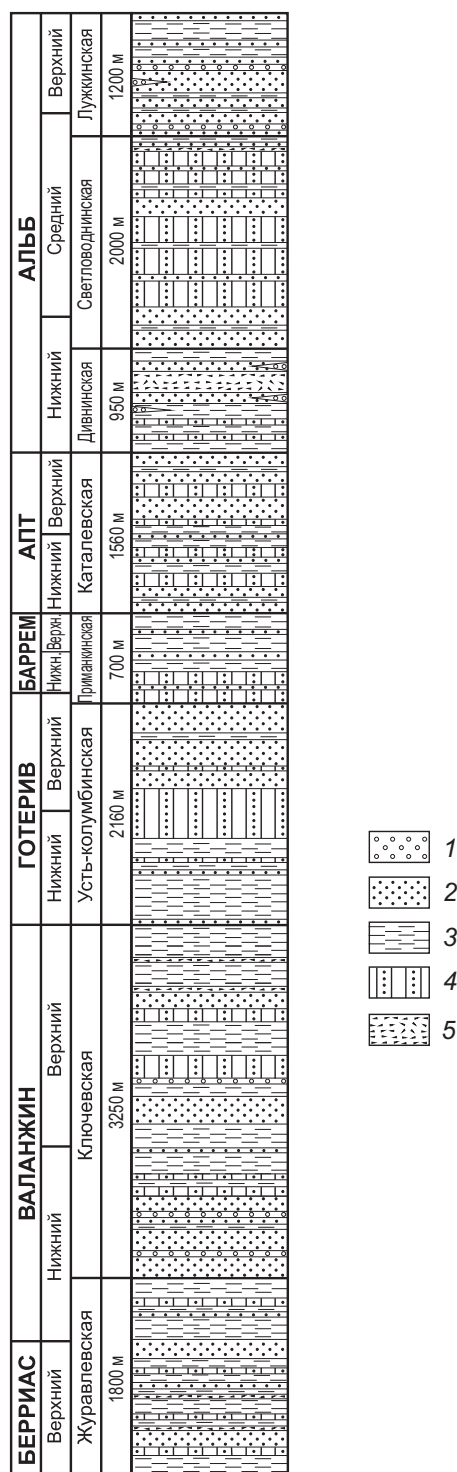 АЛЬБ
Верхний
Лужкинская
1200 м
Средний
Светловоднинская
2000 м
Нижний
Дивнинская
950 м
АПТ
Верхний
Нижний
Каталевская
1560 м
БАРРЕМ
Верхн.
Нижн.
Приманкинская
700 м
ГОТЕРИВ
Верхний
Нижний
Усть-колумбинская
2160 м
ВАЛАНЖИН
Верхний
Нижний
Ключевская
3250 м
БЕРРИАС
Верхний
Журавлевская
1800 м
1
2
3
4
5